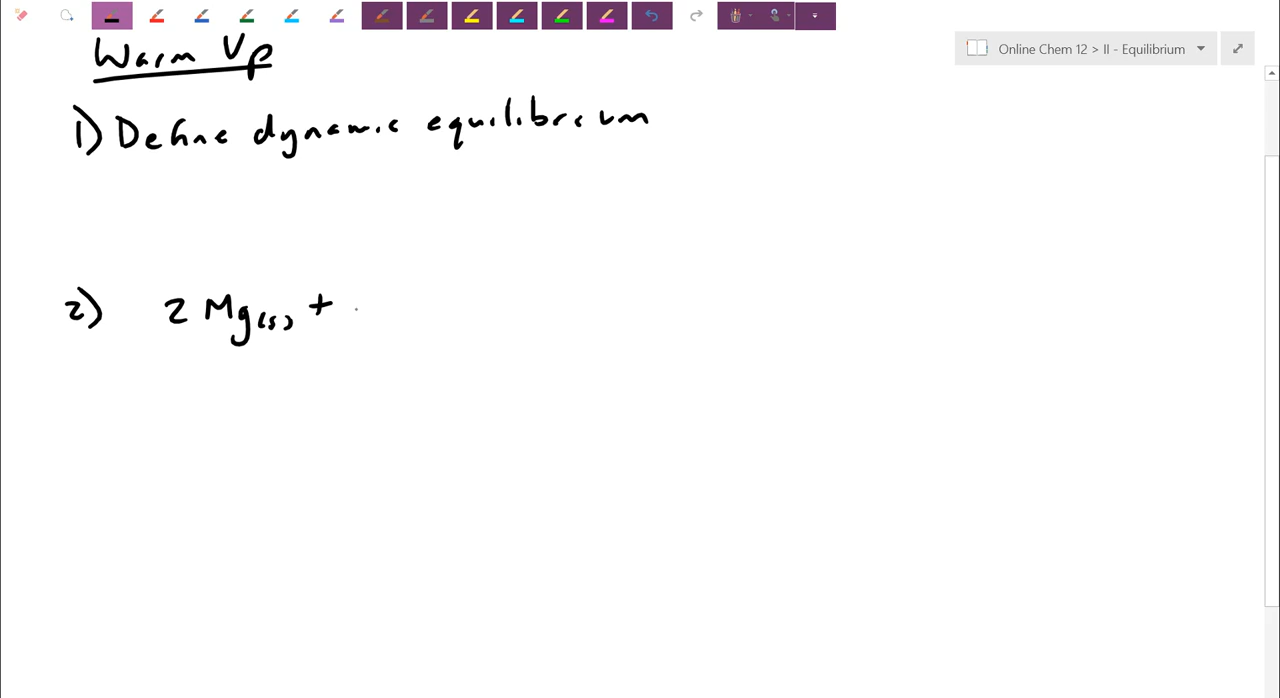 Online Chem 12 > II - Equilibrium
Warm Up
1) Define dynamic equilibrium
2) 2 Mg(s) +